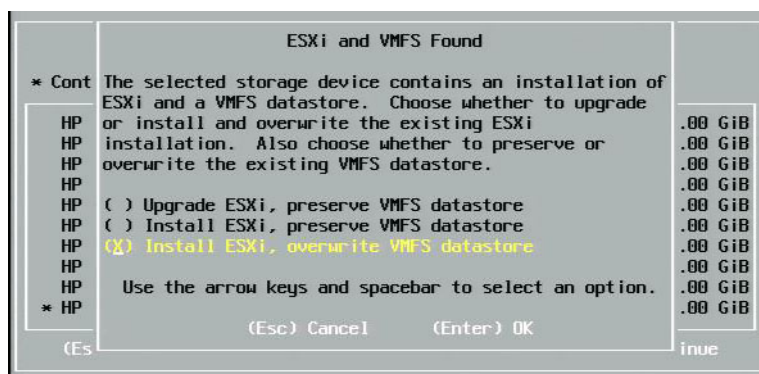 ESXi and VMFS Found
* Cont
The selected storage device contains an installation of
ESXi and a VMFS datastore. Choose whether to upgrade
or install and overwrite the existing ESXi
installation. Also choose whether to preserve or
overwrite the existing VMFS datastore.
HP .00 GiB
HP .00 GiB
HP .00 GiB
HP .00 GiB
HP .00 GiB
HP .00 GiB
HP .00 GiB
HP .00 GiB
HP .00 GiB
* HP .00 GiB
( ) Upgrade ESXi, preserve VMFS datastore
( ) Install ESXi, preserve VMFS datastore
(X) Install ESXi, overwrite VMFS datastore
Use the arrow keys and spacebar to select an option.
(Esc) Cancel (Enter) OK
(Es inue